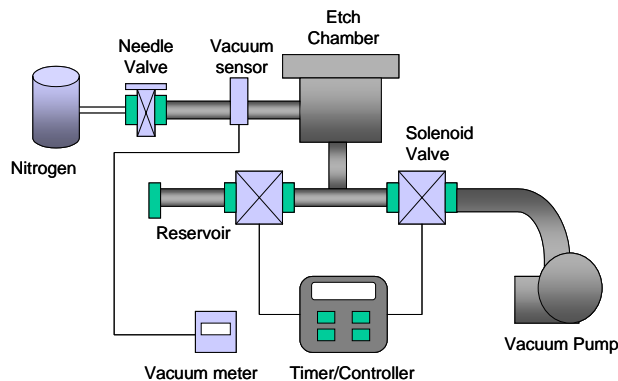 Etch
Chamber
Needle
Valve
Vacuum
sensor
Solenoid
Valve
Nitrogen
Reservoir
Vacuum meter
Timer/Controller
Vacuum Pump